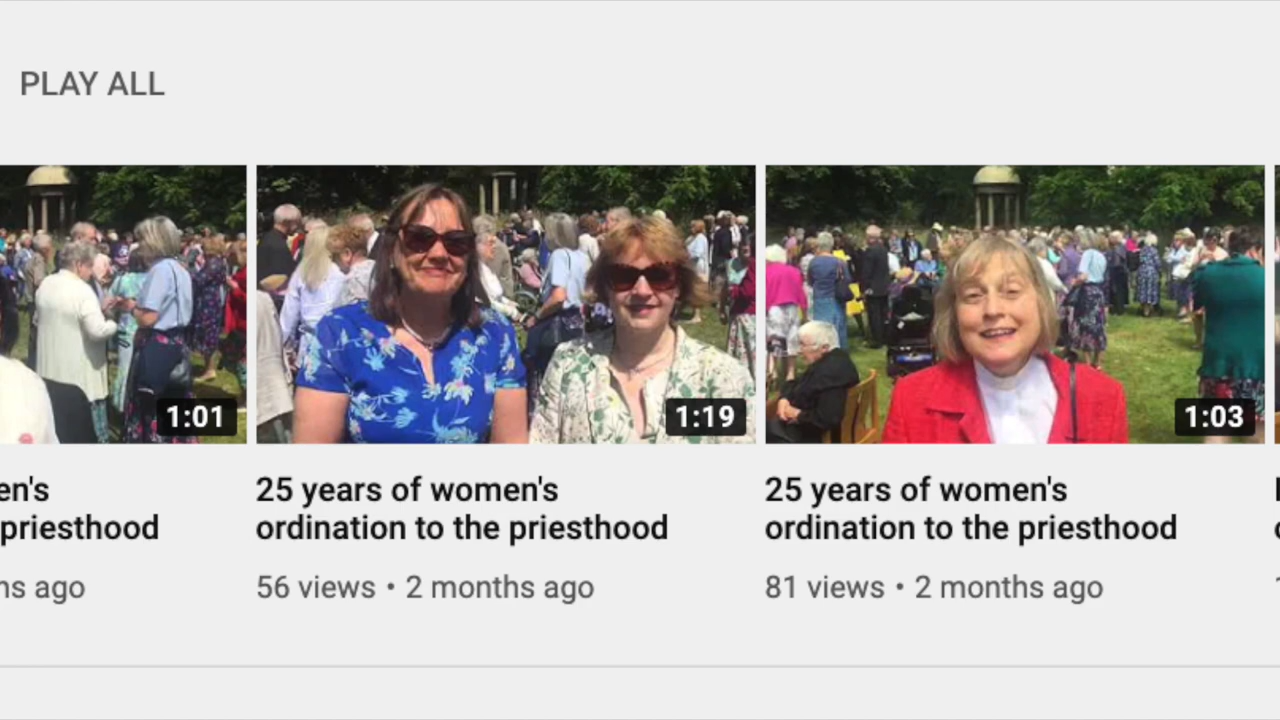 PLAY ALL
1:01
1:19
1:03
en's
priesthood
ns ago
25 years of women's
ordination to the priesthood
56 views • 2 months ago
25 years of women's
ordination to the priesthood
81 views • 2 months ago